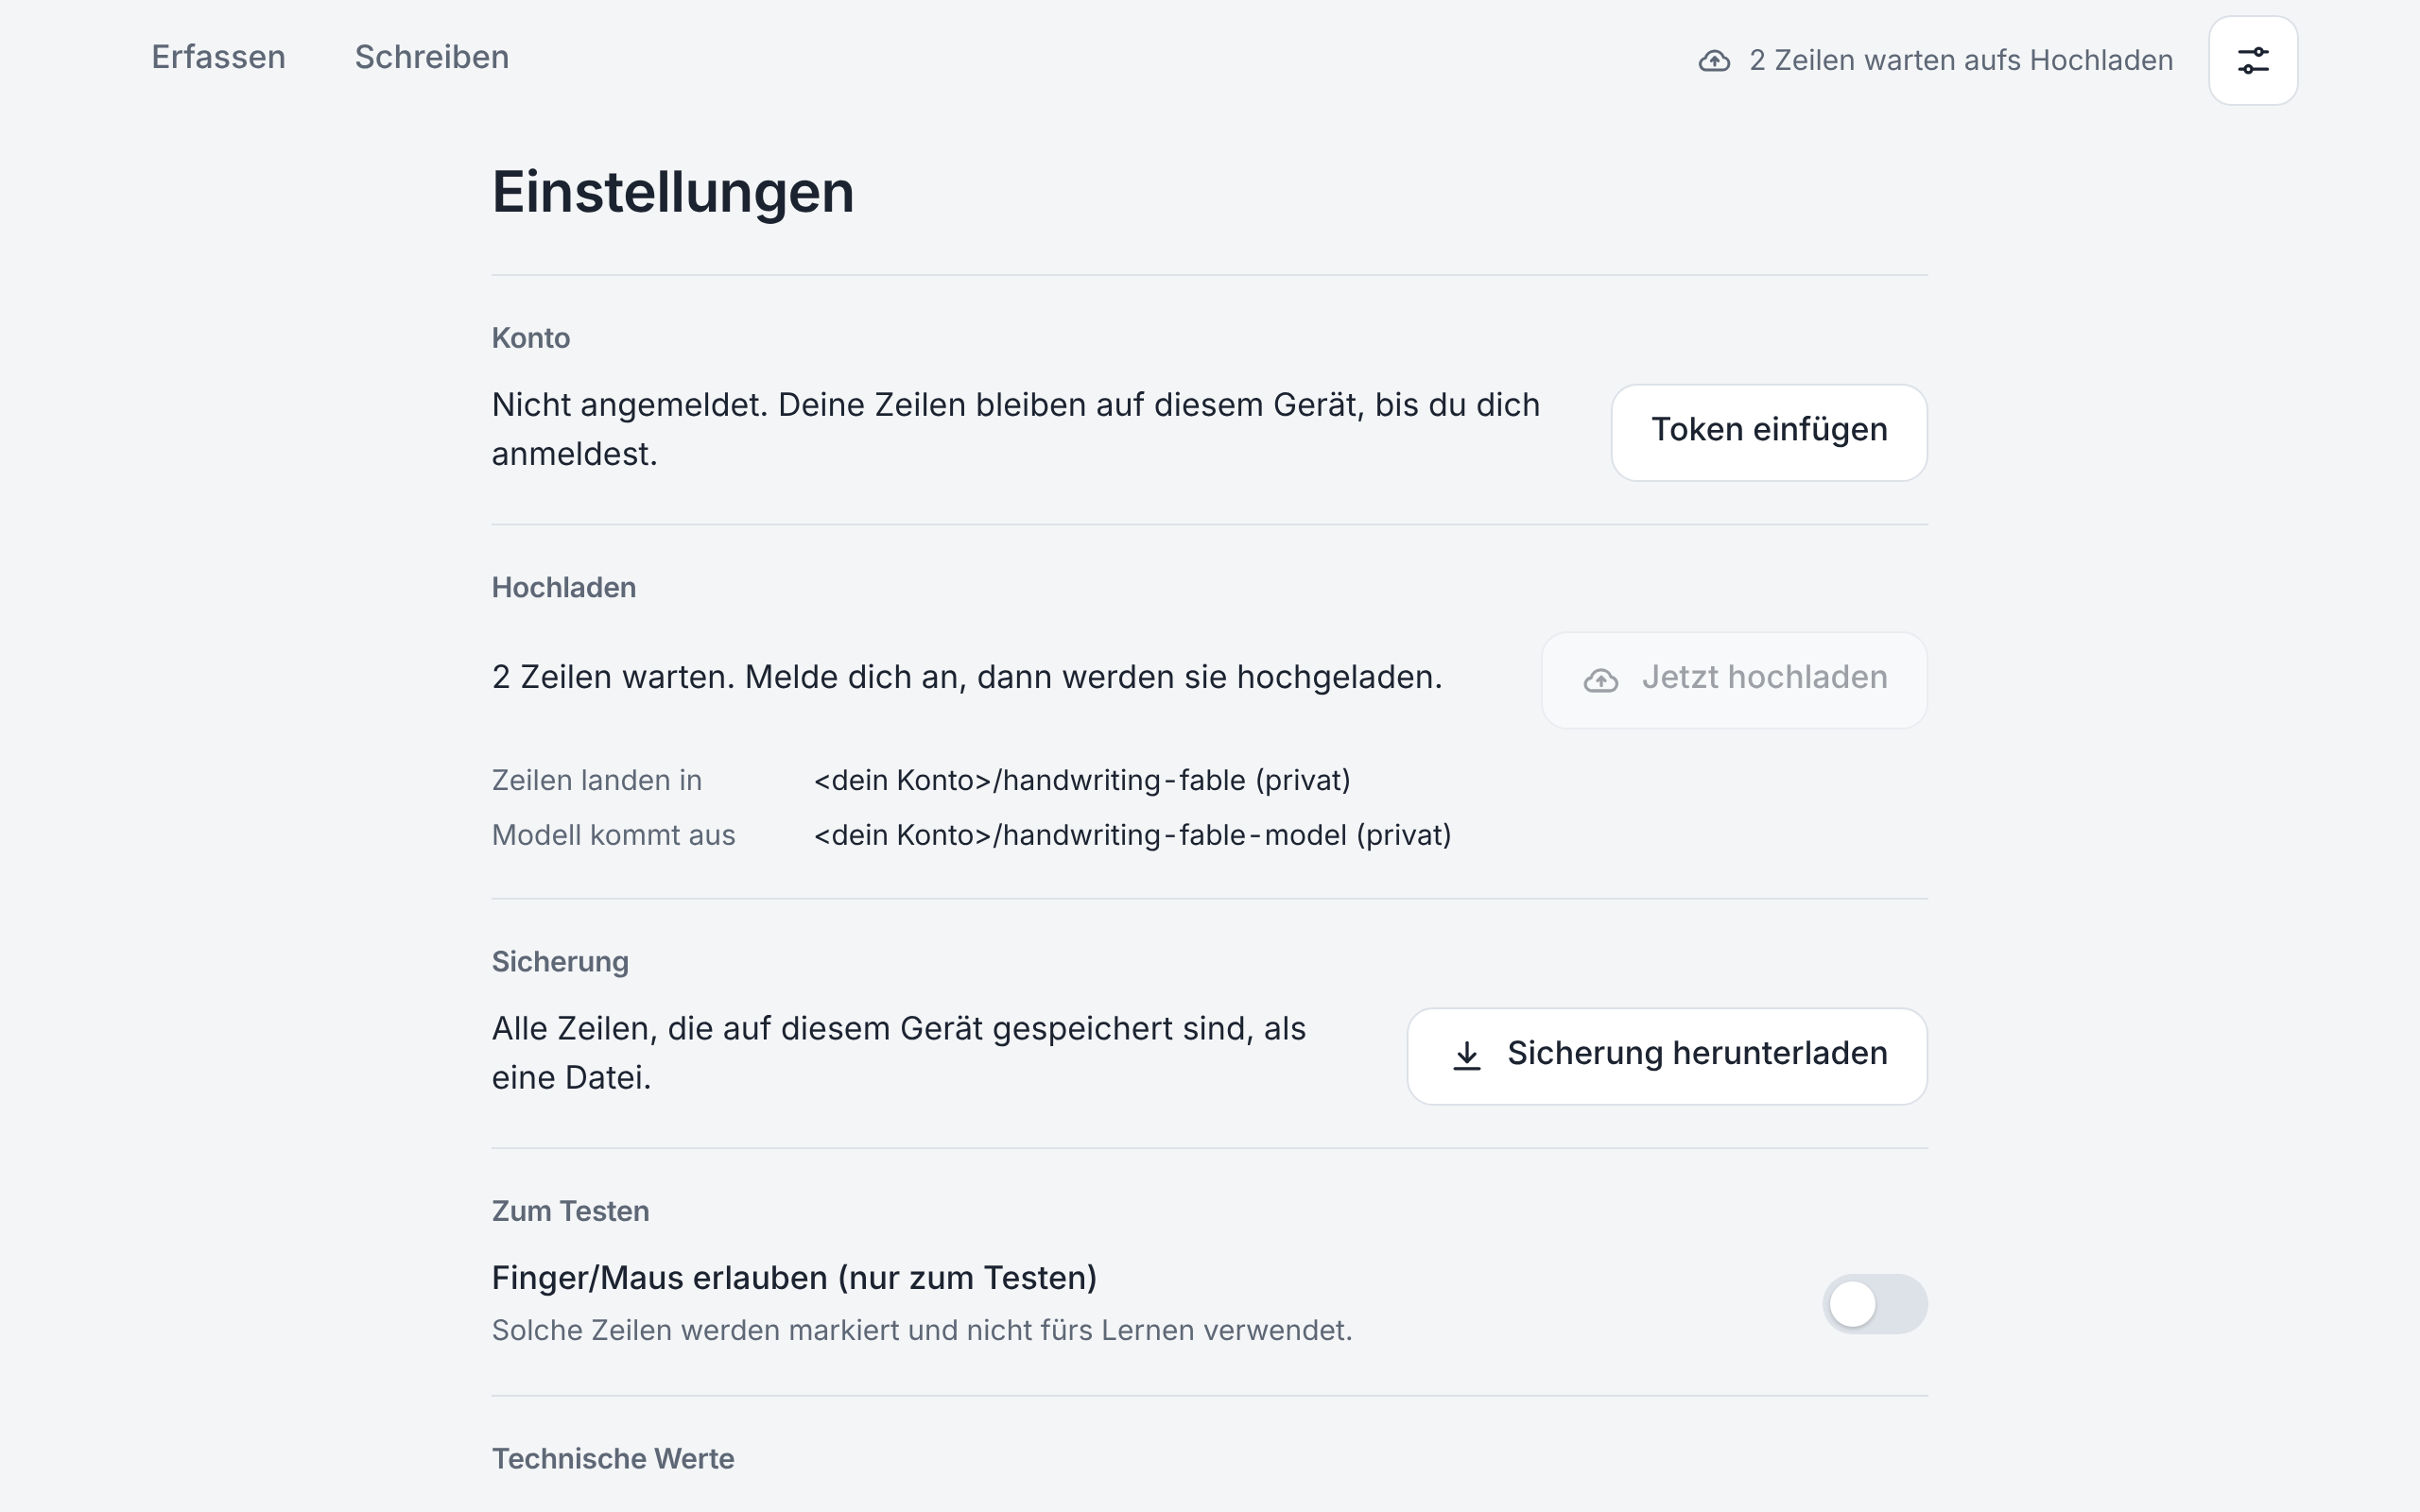 Erfassen Schreiben 2 Zeilen warten aufs Hochladen
Einstellungen
Konto
Nicht angemeldet. Deine Zeilen bleiben auf diesem Gerät, bis du dich
anmeldest.
Token einfügen
Hochladen
2 Zeilen warten. Melde dich an, dann werden sie hochgeladen.
Jetzt hochladen
Zeilen landen in <dein Konto>/handwriting-fable (privat)
Modell kommt aus <dein Konto>/handwriting-fable-model (privat)
Sicherung
Alle Zeilen, die auf diesem Gerät gespeichert sind, als
eine Datei.
Sicherung herunterladen
Zum Testen
Finger/Maus erlauben (nur zum Testen)
Solche Zeilen werden markiert und nicht fürs Lernen verwendet.
Technische Werte